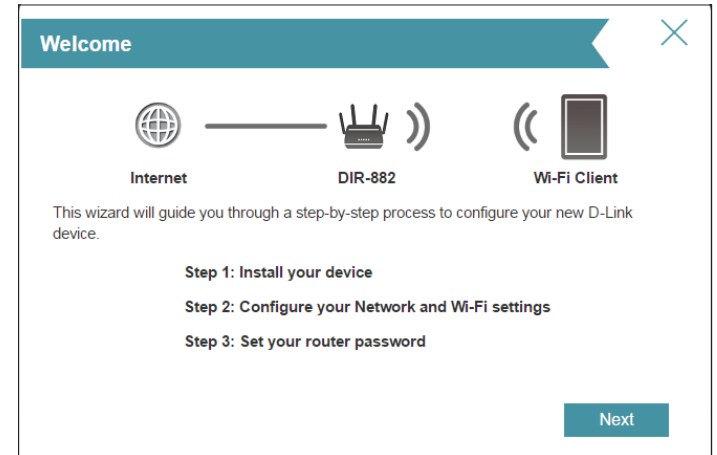 Welcome
Internet
DIR-882
Wi-Fi Client
This wizard will guide you through a step-by-step process to configure your new D-Link
device.
Step 1: Install your device
Step 2: Configure your Network and Wi-Fi settings
Step 3: Set your router password
Next